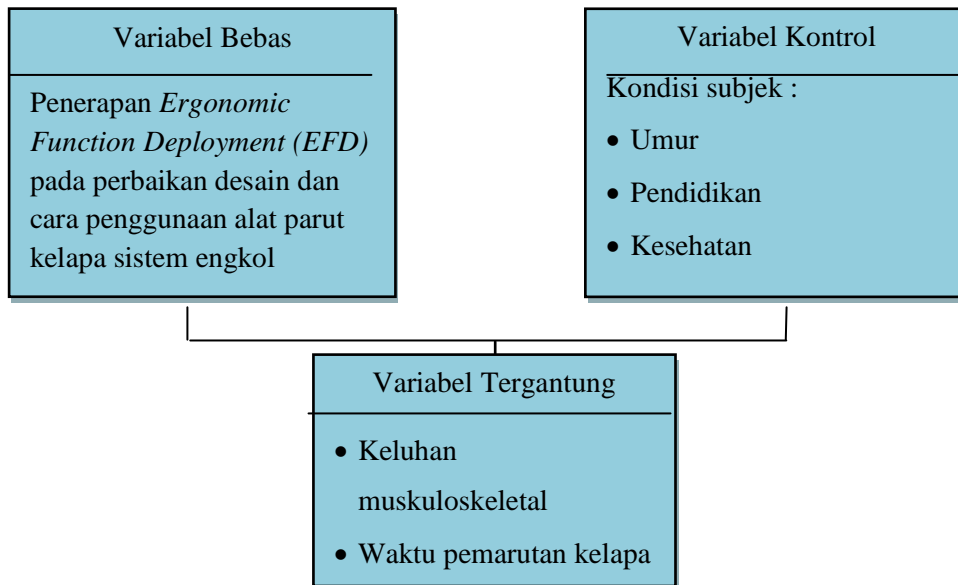 Variabel Bebas
Penerapan Ergonomic
Function Deployment (EFD)
pada perbaikan desain dan
cara penggunaan alat parut
kelapa sistem engkol
Variabel Kontrol
Kondisi subjek :
• Umur
• Pendidikan
• Kesehatan
Variabel Tergantung
• Keluhan
muskuloskeletal
• Waktu pemarutan kelapa